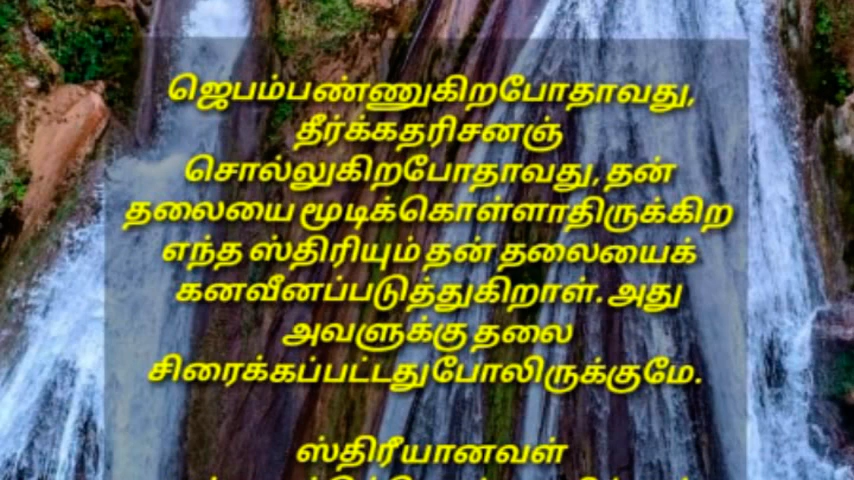 ஜெபம்பண்ணுகிறபோதாவது,
தீர்க்கதரிசனஞ்
சொல்லுகிறபோதாவது, தன்
தலையை மூடிக்கொள்ளாதிருக்கிற
எந்த ஸ்திரியும் தன் தலையைக்
கனவீனப்படுத்துகிறாள். அது
அவளுக்கு தலை
சிரைக்கப்பட்டதுபோலிருக்குமே.
ஸ்திரீயானவள்